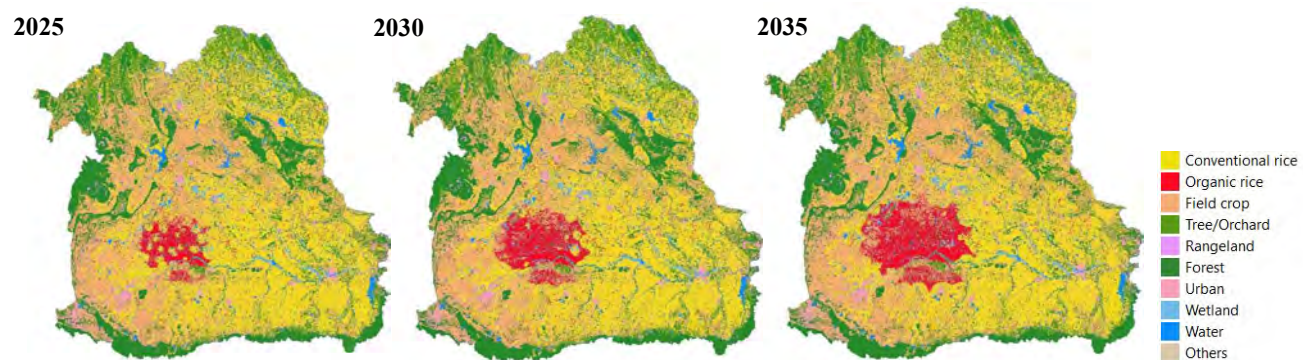 2025
2030
2035
Conventional rice
Organic rice
Field crop
Tree/Orchard
Rangeland
Forest
Urban
Wetland
Water
Others